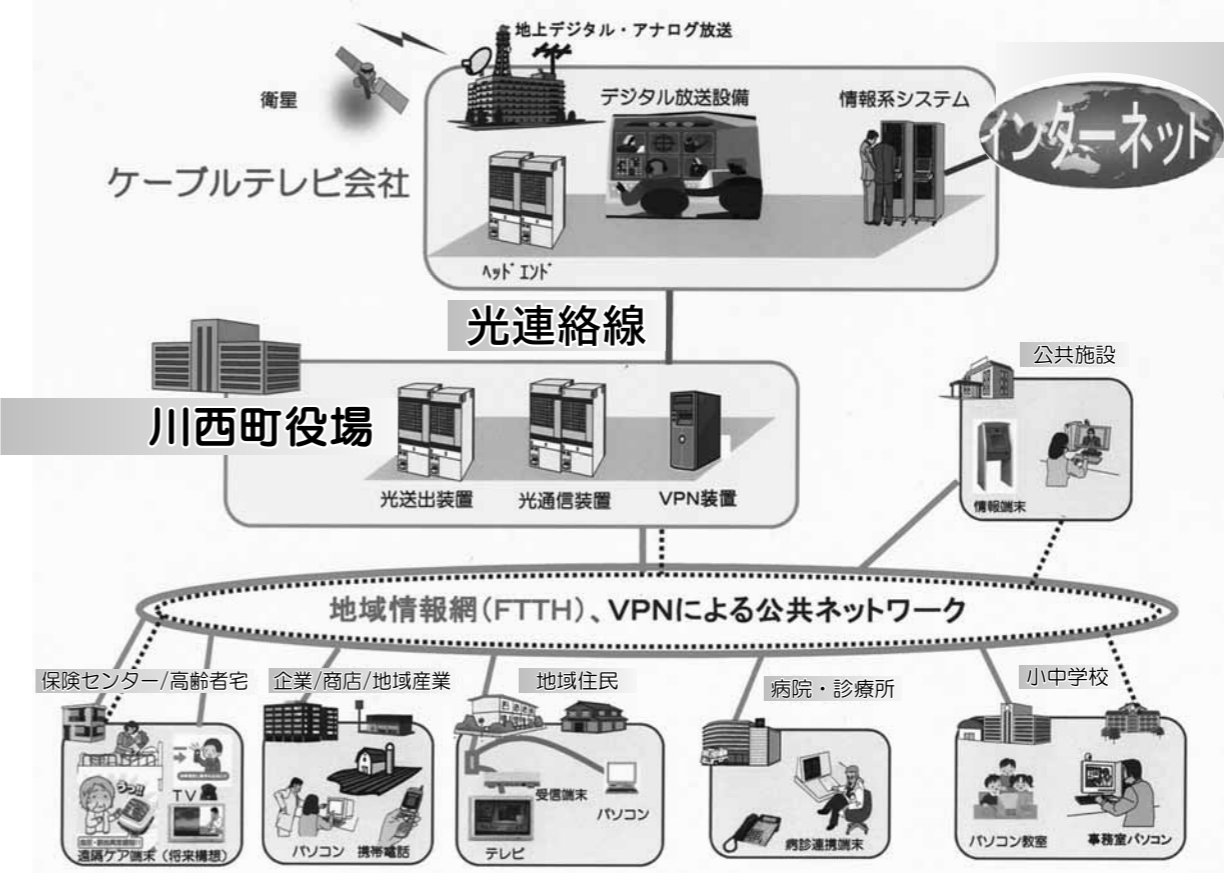 地上デジタル・アナログ放送
衛星
デジタル放送設備
情報系システム
インターネット
ケーブルテレビ会社
ヘッドエンド
光連絡線
公共施設
川西町役場
光送出装置
光通信装置
VPN装置
情報端末
地域情報網(FTTH)、VPNによる公共ネットワーク
保険センター/高齢者宅
企業/商店/地域産業
地域住民
病院・診療所
小中学校
うっ!!
TV
受信端末
パソコン
遠隔ケア端末(将来構想)
パソコン
携帯電話
テレビ
病診連携端末
パソコン教室
事務室パソコン